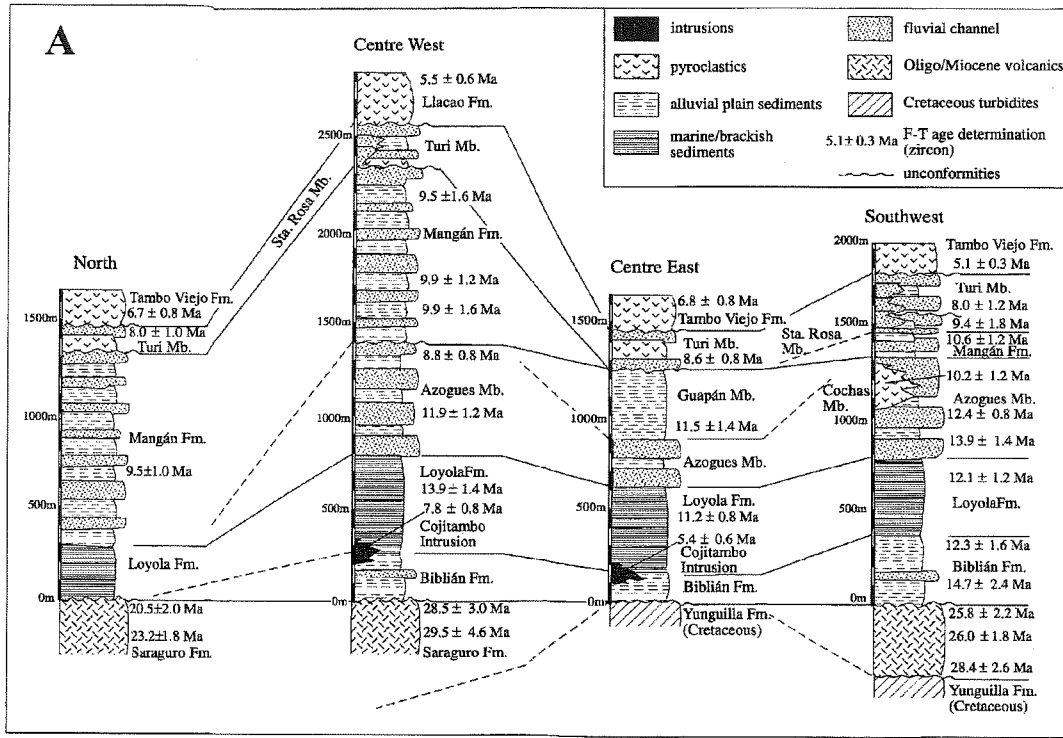 A
intrusions
pyroclastics
alluvial plain sediments
marine/brackish
sediments
fluvial channel
Oligo/Miocene volcanics
Cretaceous turbidites
5.1± 0.3 Ma F-T age determination
(zircon)
unconformities
North
1500m
1000m
500m
0m
Tambo Viejo Fm.
6.7 ± 0.8 Ma
8.0 ± 1.0 Ma
Turi Mb.
Mangán Fm.
9.5±1.0 Ma
Loyola Fm.
20.5±2.0 Ma
23.2±1.8 Ma
Saraguro Fm.
Sta. Rosa Mb.
Centre West
2500m
2000m
1500m
1000m
500m
0m
5.5 ± 0.6 Ma
Llacao Fm.
Turi Mb.
9.5 ±1.6 Ma
Mangán Fm.
9.9 ± 1.2 Ma
9.9 ± 1.6 Ma
8.8 ± 0.8 Ma
Azogues Mb.
11.9 ± 1.2 Ma
LoyolaFm.
13.9 ± 1.4 Ma
7.8 ± 0.8 Ma
Cojitambo
Intrusion
Biblián Fm.
28.5 ± 3.0 Ma
29.5 ± 4.6 Ma
Saraguro Fm.
Centre East
1500m
1000m
500m
0m
6.8 ± 0.8 Ma
Tambo Viejo Fm.
Turi Mb.
8.6 ± 0.8 Ma
Guapán Mb.
11.5 ± 1.4 Ma
Azogues Mb.
Loyola Fm.
11.2 ± 0.8 Ma
5.4 ± 0.6 Ma
Cojitambo
Intrusion
Biblián Fm.
Yunguilla Fm.
(Cretaceous)
Sta. Rosa
Mb.
Cochas
Mb.
Southwest
2000m
1500m
1000m
500m
0m
Tambo Viejo Fm.
5.1 ± 0.3 Ma
Turi Mb.
8.0 ± 1.2 Ma
9.4 ± 1.8 Ma
10.6 ± 1.2 Ma
Mangán Fm.
10.2 ± 1.2 Ma
Azogues Mb.
12.4 ± 0.8 Ma
13.9 ± 1.4 Ma
12.1 ± 1.2 Ma
LoyolaFm.
12.3 ± 1.6 Ma
Biblián Fm.
14.7 ± 2.4 Ma
25.8 ± 2.2 Ma
26.0 ± 1.8 Ma
28.4 ± 2.6 Ma
Yunguilla Fm.
(Cretaceous)